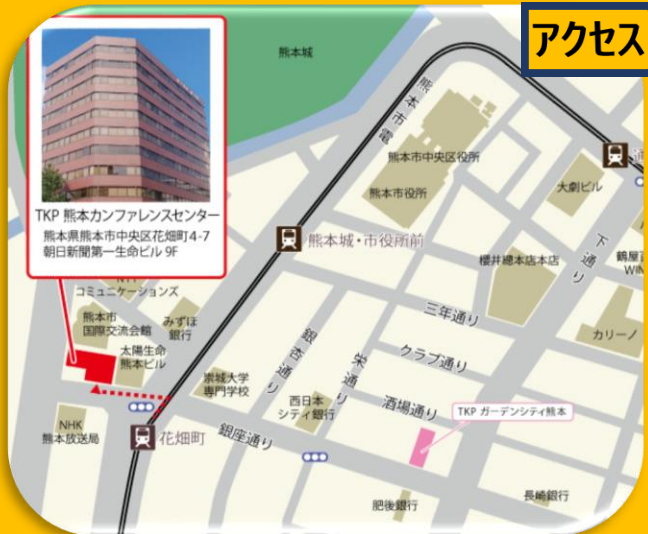 アクセス
熊本城
TKP 熊本カンファレンスセンター
熊本県熊本市中央区花畑町4-7
朝日新聞第一生命ビル 9F
熊本市電
熊本市中央区役所
熊本市役所
大劇ビル
下通り
熊本城・市役所前
櫻井總本店本店
カリーノ
三年坂通り
コミュニケーションズ
熊本市
国際交流会館
みずほ
銀行
太陽生命
熊本ビル
崇城大学
専門学校
銀杏通り
栄通り
クラブ通り
酒場通り
西日本
シティ銀行
TKP ガーデンシティ熊本
NHK
熊本放送局
花畑町
銀座通り
肥後銀行
長崎銀行